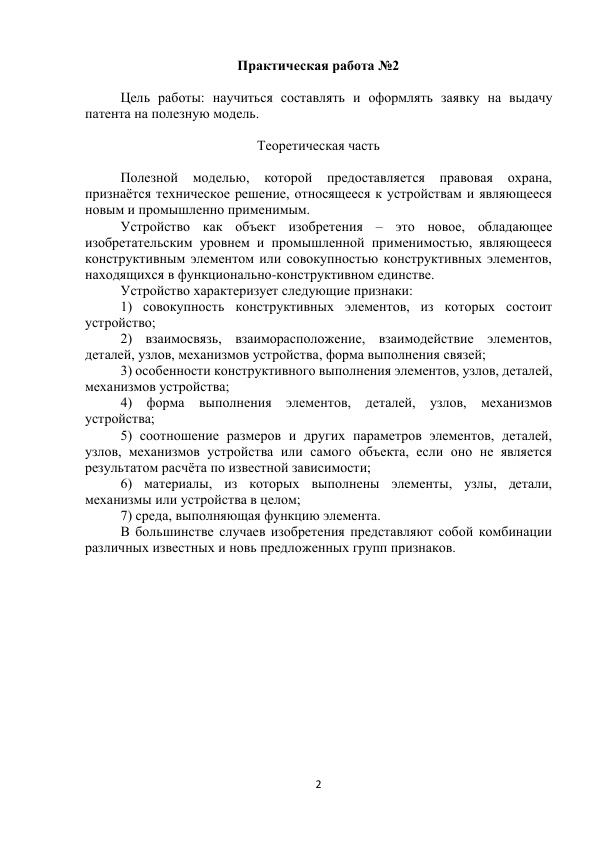 Практическая работа №2
Цель работы: научиться составлять и оформлять заявку на выдачу
патента на полезную модель.
Теоретическая часть
Полезной моделью, которой предоставляется правовая охрана,
признаётся техническое решение, относящееся к устройствам и являющееся
новым и промышленно применимым.
Устройство как объект изобретения – это новое, обладающее
изобретательским уровнем и промышленной применимостью, являющееся
конструктивным элементом или совокупностью конструктивных элементов,
находящихся в функционально-конструктивном единстве.
Устройство характеризует следующие признаки:
1) совокупность конструктивных элементов, из которых состоит
устройство;
2) взаимосвязь, взаиморасположение, взаимодействие элементов,
деталей, узлов, механизмов устройства, форма выполнения связей;
3) особенности конструктивного выполнения элементов, узлов, деталей,
механизмов устройства;
4) форма выполнения элементов, деталей, узлов, механизмов
устройства;
5) соотношение размеров и других параметров элементов, деталей,
узлов, механизмов устройства или самого объекта, если оно не является
результатом расчёта по известной зависимости;
6) материалы, из которых выполнены элементы, узлы, детали,
механизмы или устройства в целом;
7) среда, выполняющая функцию элемента.
В большинстве случаев изобретения представляют собой комбинации
различных известных и новь предложенных групп признаков.
2